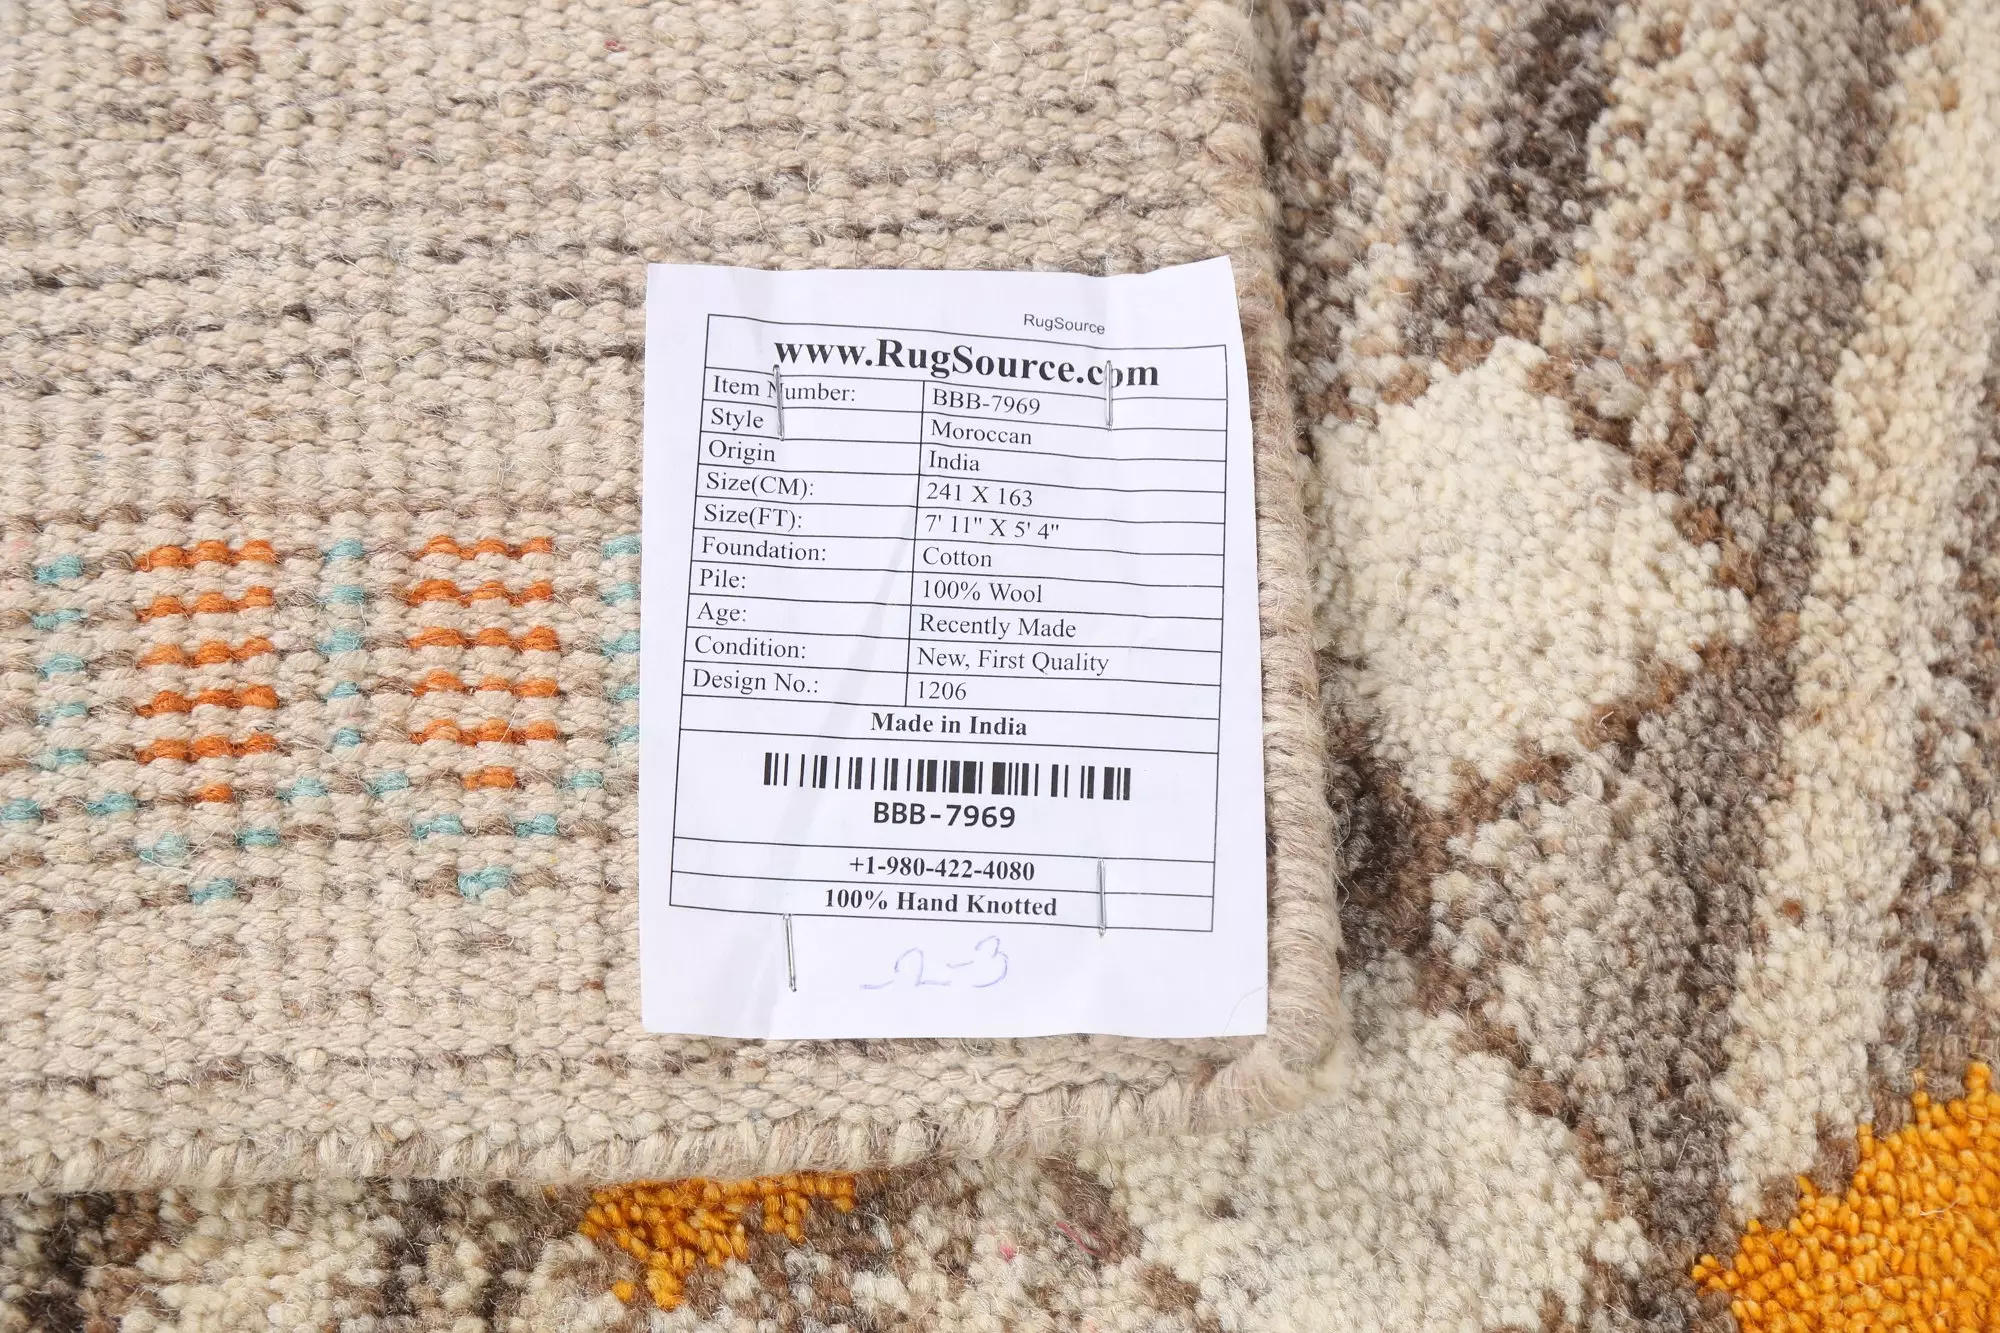 RugSource
www.RugSource.com
Item Number: BBB-7969
Style Moroccan
Origin India
Size(CM): 241 X 163
Size(FT): 7' 11" X 5' 4"
Foundation: Cotton
Pile: 100% Wool
Age: Recently Made
Condition: New, First Quality
Design No.: 1206
Made in India
BBB-7969
+1-980-422-4080
100% Hand Knotted
2-3